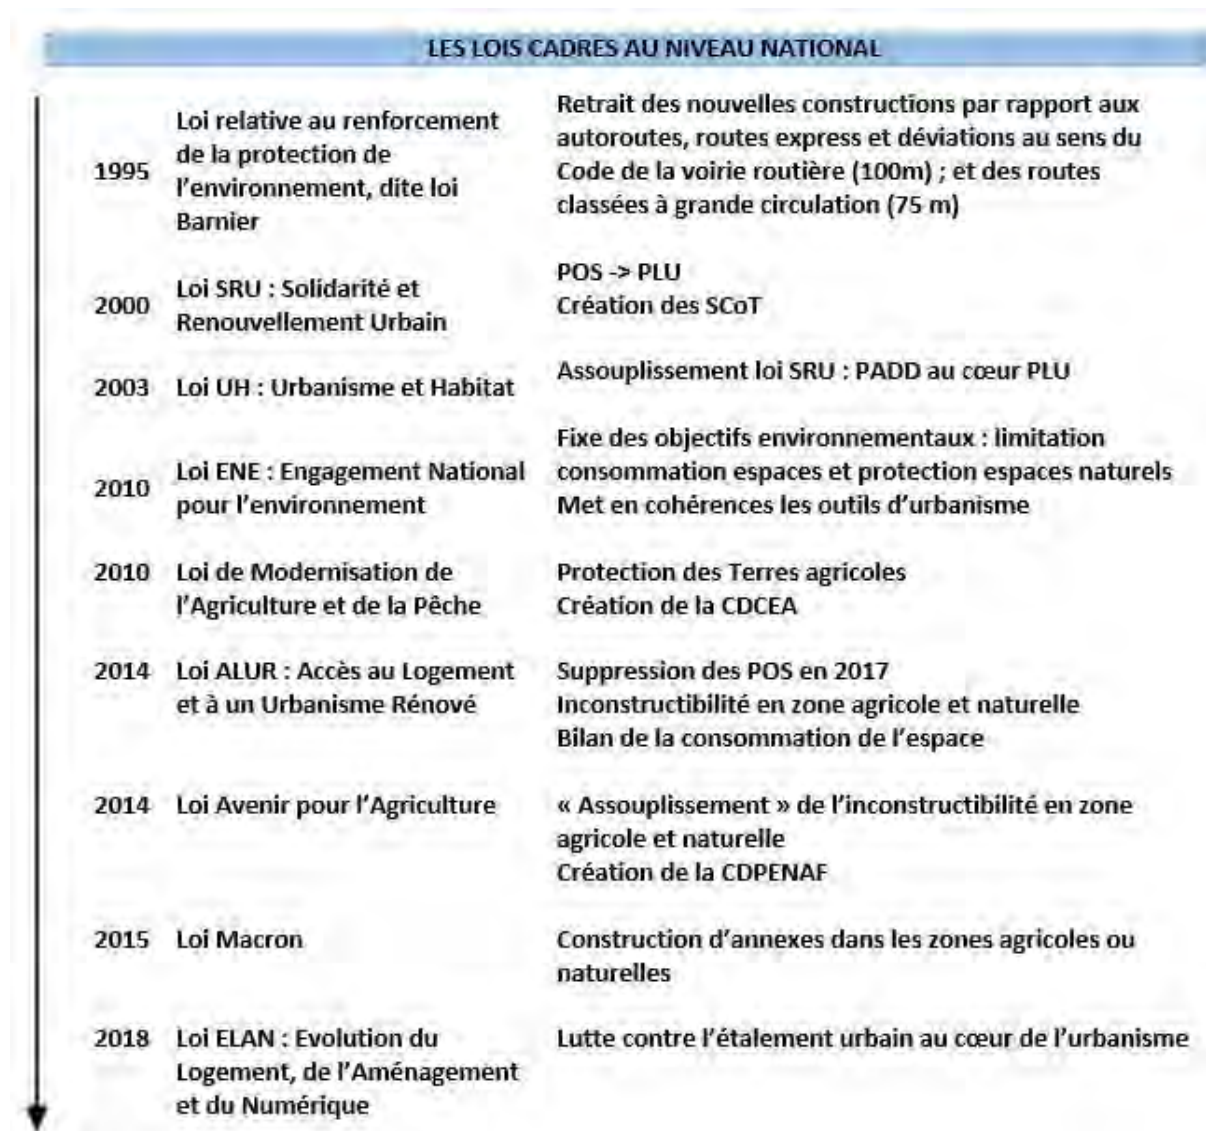 LES LOIS CADRES AU NIVEAU NATIONAL
1995
Loi relative au renforcement
de la protection de
l'environnement, dite loi
Barnier
Retrait des nouvelles constructions par rapport aux
autoroutes, routes express et déviations au sens du
Code de la voirie routière (100m) ; et des routes
classées à grande circulation (75 m)
2000
Loi SRU : Solidarité et
Renouvellement Urbain
POS -> PLU
Création des SCoT
2003
Loi UH : Urbanisme et Habitat
Assouplissement loi SRU : PADD au cœur PLU
2010
Loi ENE : Engagement National
pour l'environnement
Fixe des objectifs environnementaux : limitation
consommation espaces et protection espaces naturels
Met en cohérences les outils d'urbanisme
2010
Loi de Modernisation de
l'Agriculture et de la Pêche
Protection des Terres agricoles
Création de la CDCEA
2014
Loi ALUR : Accès au Logement
et à un Urbanisme Rénové
Suppression des POS en 2017
Inconstructibilité en zone agricole et naturelle
Bilan de la consommation de l'espace
2014
Loi Avenir pour l'Agriculture
« Assouplissement » de l'inconstructibilité en zone
agricole et naturelle
Création de la CDPENAF
2015
Loi Macron
Construction d'annexes dans les zones agricoles ou
naturelles
2018
Loi ELAN : Evolution du
Logement, de l'Aménagement
et du Numérique
Lutte contre l'étalement urbain au cœur de l'urbanisme